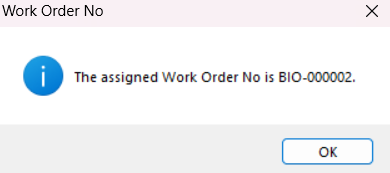 Work Order No
The assigned Work Order No is BIO-000002.
OK